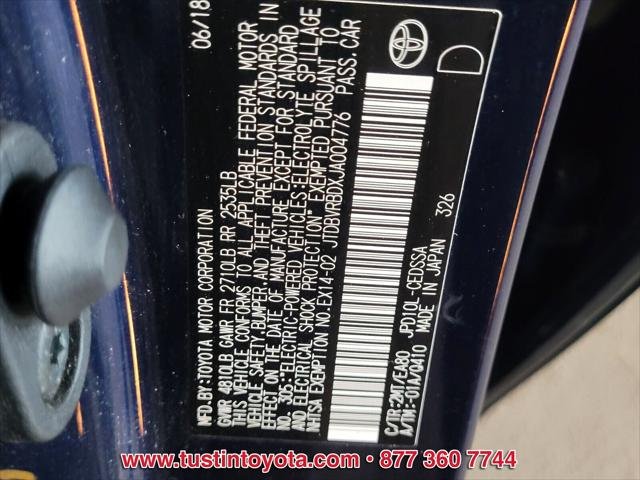 MFD.BY:TOYOTA MOTOR CORPORATION 06/18
GVWR 4810LB GAWR FR 2710LB RR 2535LB
THIS VEHICLE CONFORMS TO ALL APPLICABLE FEDERAL MOTOR
VEHICLE SAFETY,BUMPER, AND THEFT PREVENTION STANDARDS IN
EFFECT ON THE DATE OF MANUFACTURE EXCEPT FOR STANDARD
NO. 305:"ELECTRIC-POWERED VEHICLES:ELECTROLYTE SPILLAGE
AND ELECTRICAL SHOCK PROTECTION" EXEMPTED PURSUANT TO
NHTSA EXEMPTION NO.EX14-02 JTDBVRBDXJA004776 PASS.CAR
C/TR:2M1/EA80 JPD10L-CEDSSA
A/TM:-01A/Q410 MADE IN JAPAN 326
D
www.tustintoyota.com • 877 360 7744